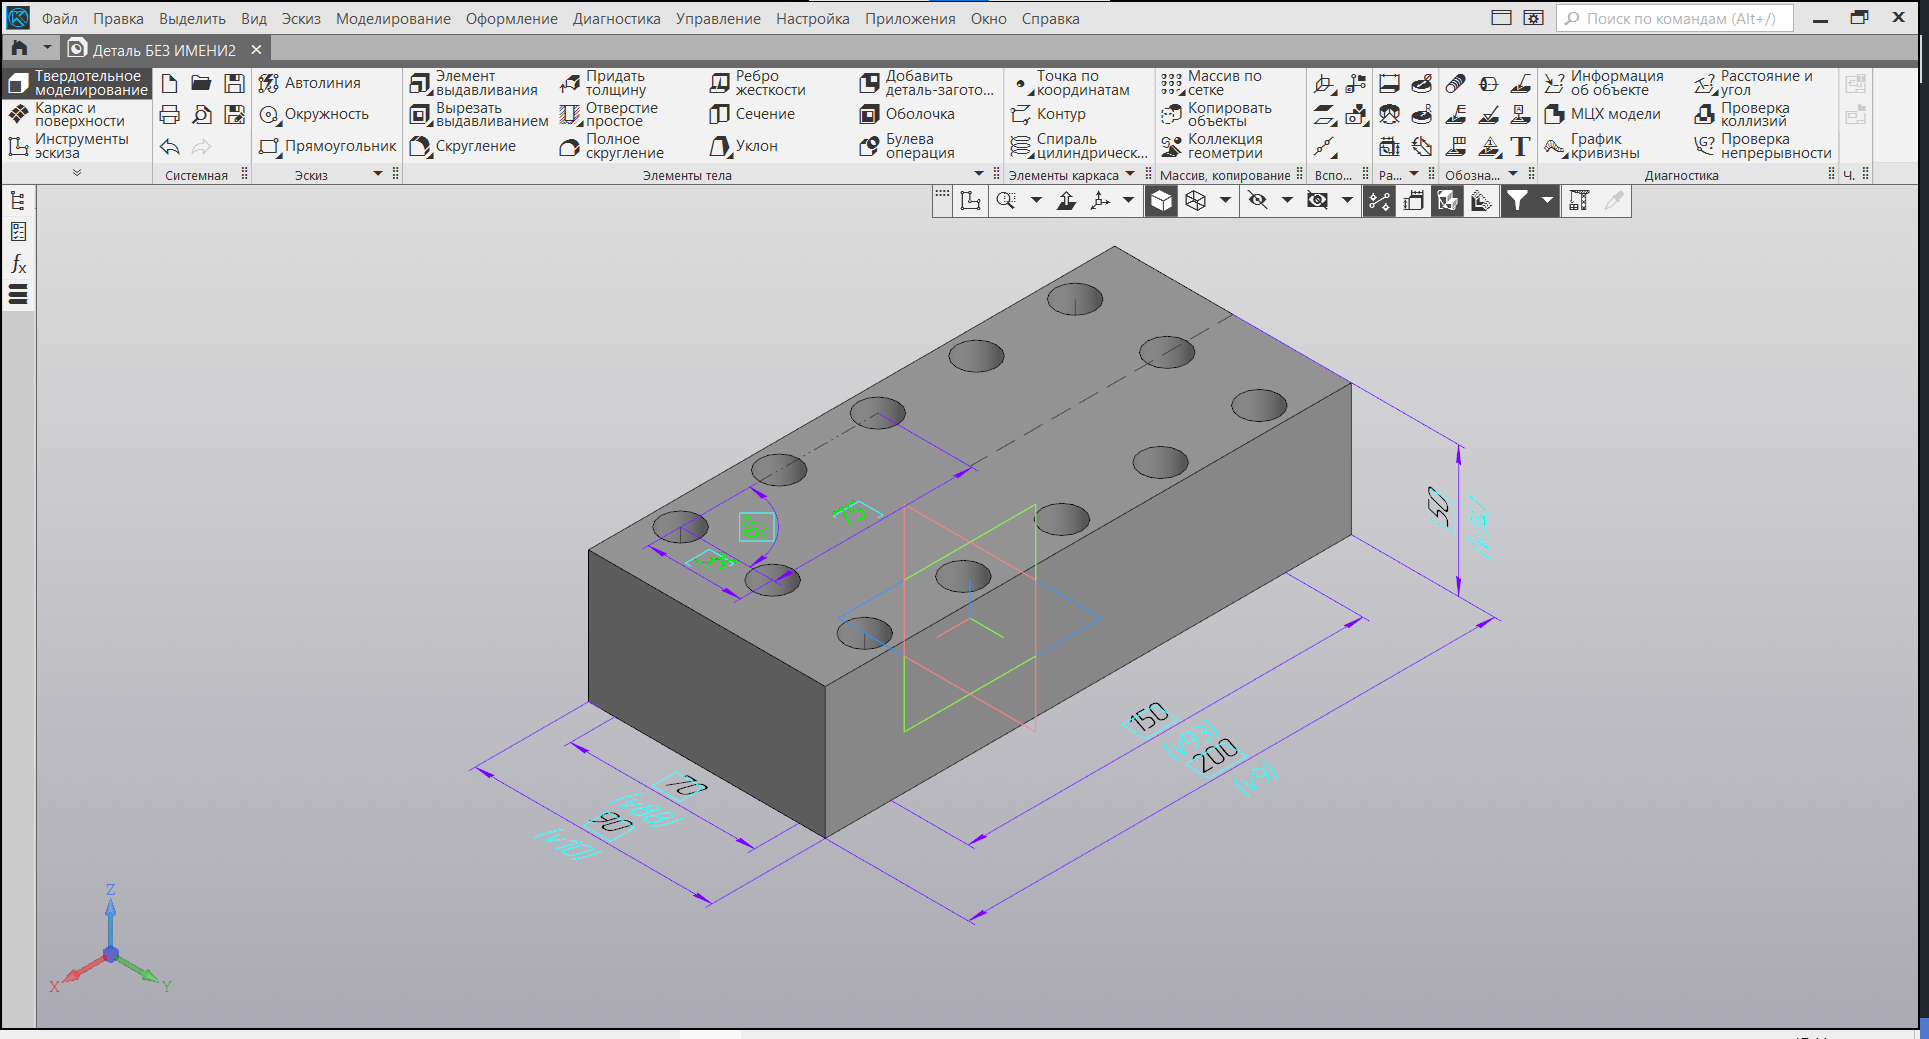 Файл Правка Выделить Вид Эскиз Моделирование Оформление Диагностика Управление Настройка Приложения Окно Справка
Поиск по командам (Alt+/)
Деталь БЕЗ ИМЕНИ2
Твердотельное моделирование
Каркас и поверхности
Инструменты эскиза
Системная
Автолиния
Окружность
Прямоугольник
Эскиз
Элемент выдавливания
Вырезать выдавливанием
Скругление
Придать толщину
Отверстие простое
Полное скругление
Ребро жесткости
Сечение
Уклон
Добавить деталь-загото...
Оболочка
Булева операция
Элементы тела
Точка по координатам
Контур
Спираль цилиндрическ...
Элементы каркаса
Массив по сетке
Копировать объекты
Коллекция геометрии
Массив, копирование
Вспо...
Ра...
Обозна...
Информация об объекте
МЦХ модели
График кривизны
Расстояние и угол
Проверка коллизий
Проверка непрерывности
Диагностика
Ч.
75
50
150
(v93)
200
(v9)
70
90
Z
X
Y